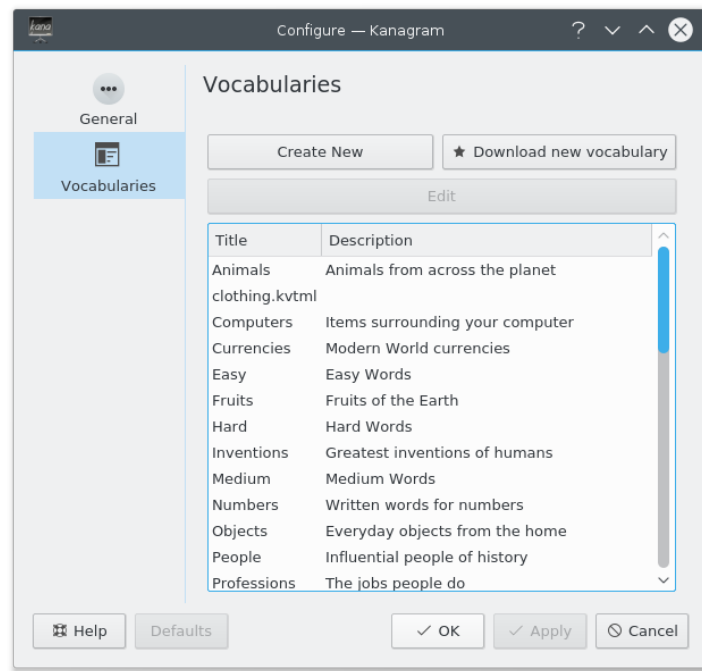 kana
Configure — Kanagram
General
Vocabularies
Vocabularies
Create New
★ Download new vocabulary
Edit
Title Description
Animals Animals from across the planet
clothing.kvtml
Computers Items surrounding your computer
Currencies Modern World currencies
Easy Easy Words
Fruits Fruits of the Earth
Hard Hard Words
Inventions Greatest inventions of humans
Medium Medium Words
Numbers Written words for numbers
Objects Everyday objects from the home
People Influential people of history
Professions The jobs people do
Help Defaults OK Apply Cancel